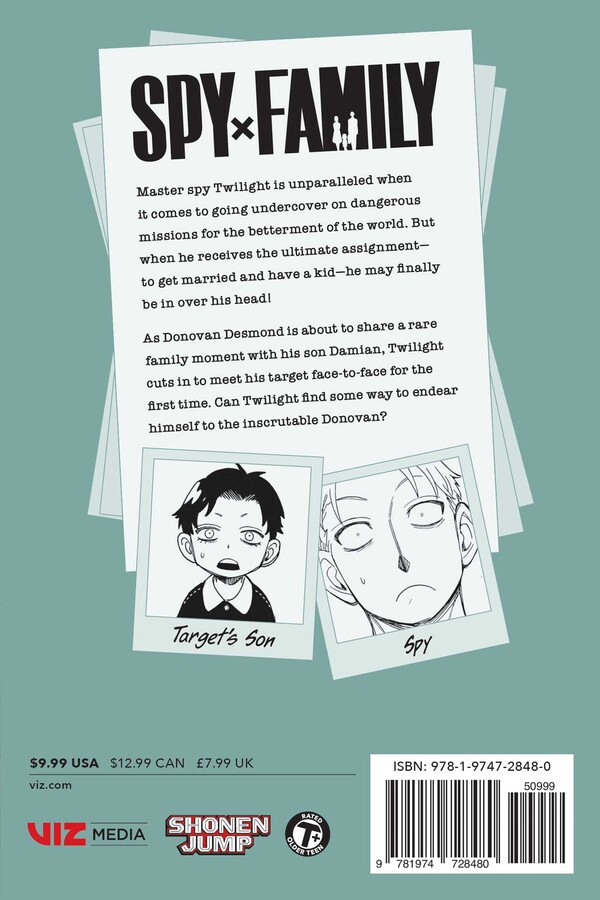 SPY×FAMILY
Master spy Twilight is unparalleled when
it comes to going undercover on dangerous
missions for the betterment of the world. But
when he receives the ultimate assignment—
to get married and have a kid—he may finally
be in over his head!
As Donovan Desmond is about to share a rare
family moment with his son Damian, Twilight
cuts in to meet his target face-to-face for the
first time. Can Twilight find some way to endear
himself to the inscrutable Donovan?
Target's Son
Spy
$9.99 USA $12.99 CAN £7.99 UK
viz.com
VIZ MEDIA
SHONEN
JUMP
RATED
T+
OLDER TEEN
ISBN: 978-1-9747-2848-0
50999
9 781974 728480